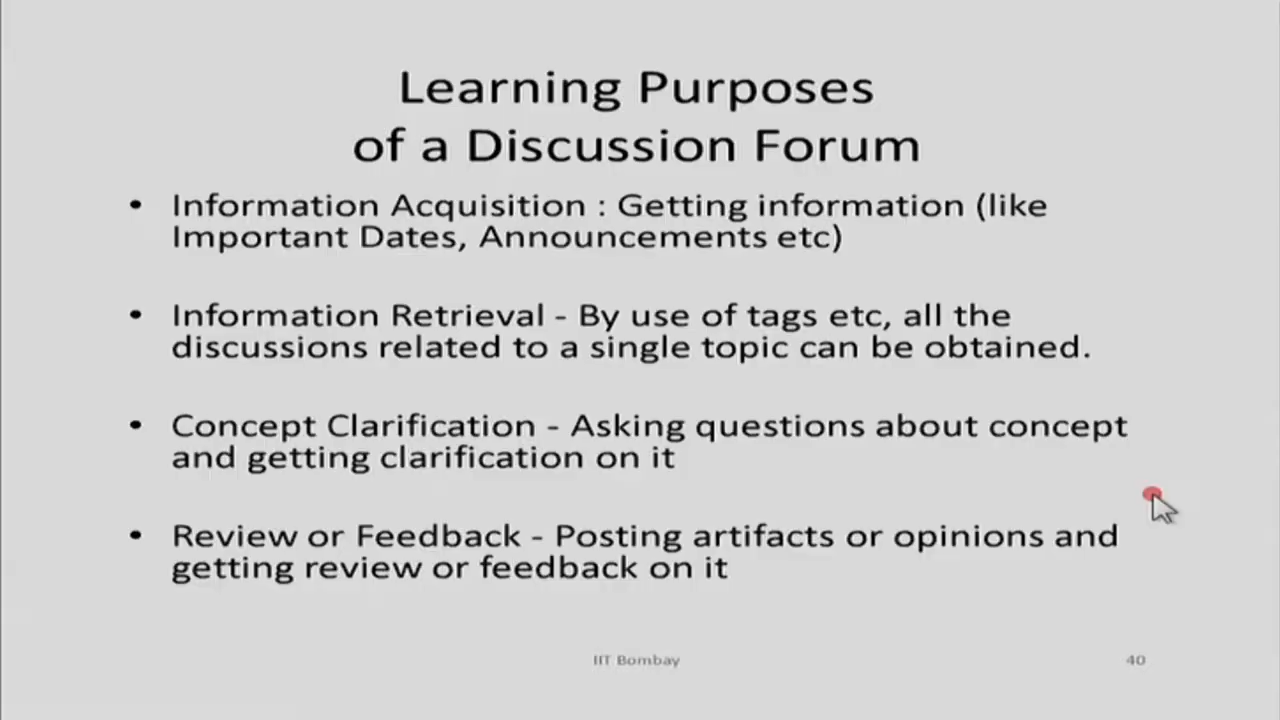 Learning Purposes
of a Discussion Forum
• Information Acquisition : Getting information (like
Important Dates, Announcements etc)
• Information Retrieval - By use of tags etc, all the
discussions related to a single topic can be obtained.
• Concept Clarification - Asking questions about concept
and getting clarification on it
• Review or Feedback - Posting artifacts or opinions and
getting review or feedback on it
IIT Bombay
40